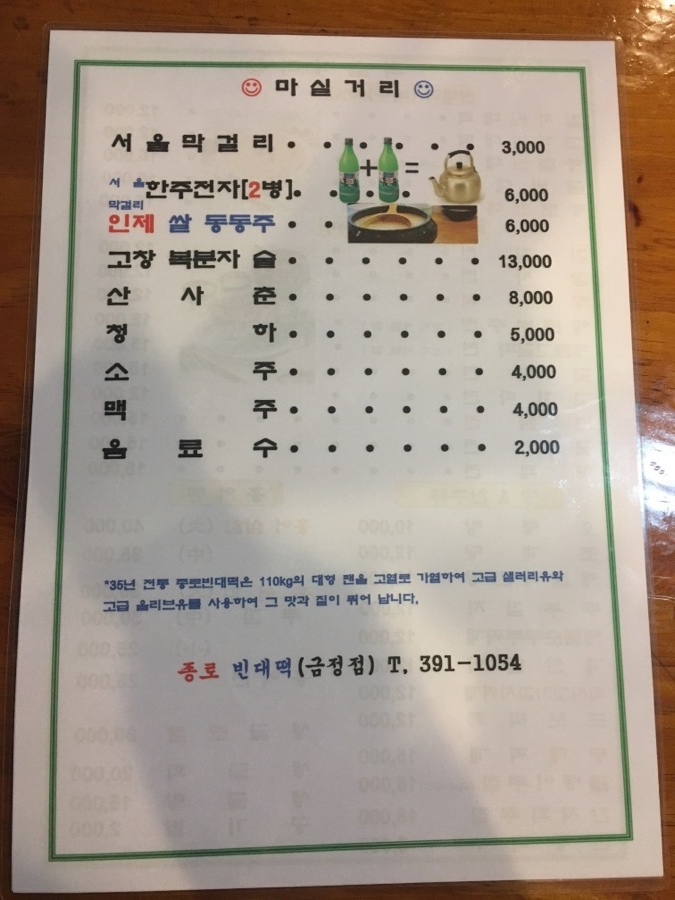 마실거리
서울막걸리 3,000
서울막걸리 한주전자[2병] + = 6,000
인제 쌀 동동주 6,000
고창 복분자 술 13,000
산사춘 8,000
청하 5,000
소주 4,000
맥주 4,000
음료수 2,000
*35년 전통 종로빈대떡은 110kg의 대형 팬을 고열로 가열하여 고급 샐러리유와
고급 올리브유를 사용하여 그 맛과 질이 뛰어 납니다.
종로 빈대떡(금정점) T. 391-1054